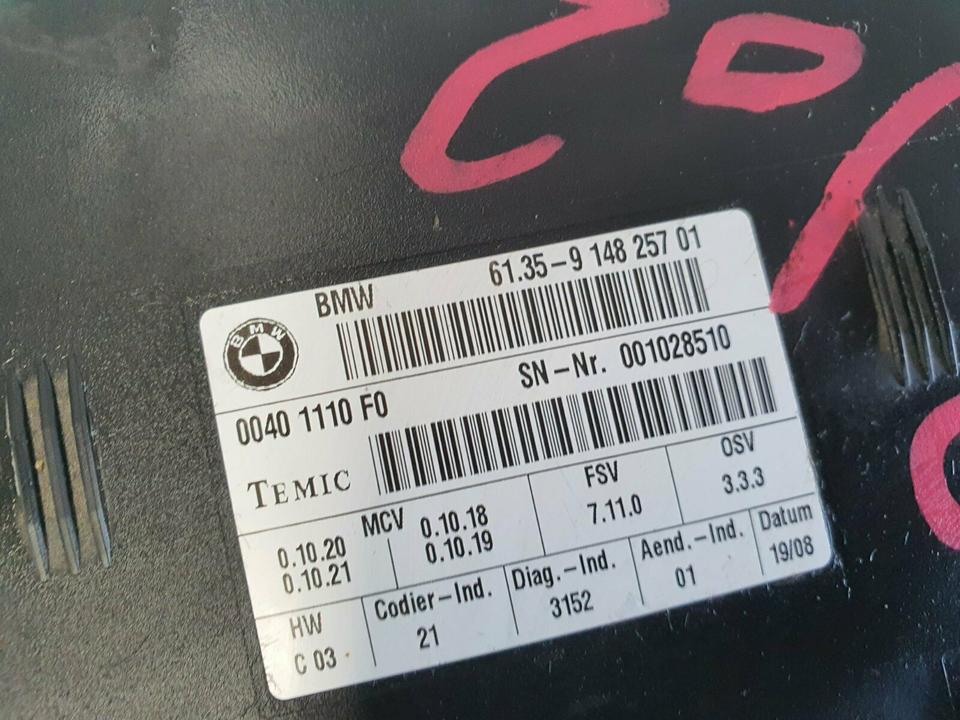 BMW 61.35-9 148 257 01
BMW
SN-Nr. 001028510
0040 1110 F0
TEMIC
MCV
0.10.20 0.10.18
0.10.21 0.10.19
FSV
7.11.0
OSV
3.3.3
HW
C 03
Codier-Ind.
21
Diag.-Ind.
3152
Aend.-Ind.
01
Datum
19/08